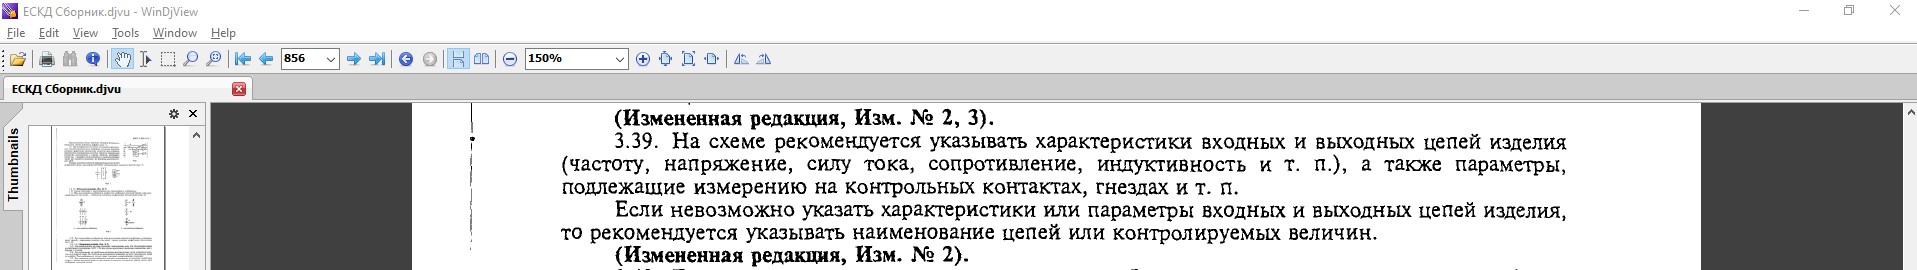 ЕСКД Сборник.djvu - WinDjView
File Edit View Tools Window Help
856 150%
ЕСКД Сборник.djvu
Thumbnails
(Измененная редакция, Изм. № 2, 3).
3.39. На схеме рекомендуется указывать характеристики входных и выходных цепей изделия
(частоту, напряжение, силу тока, сопротивление, индуктивность и т. п.), а также параметры,
подлежащие измерению на контрольных контактах, гнездах и т. п.
Если невозможно указать характеристики или параметры входных и выходных цепей изделия,
то рекомендуется указывать наименование цепей или контролируемых величин.
(Измененная редакция, Изм. № 2).